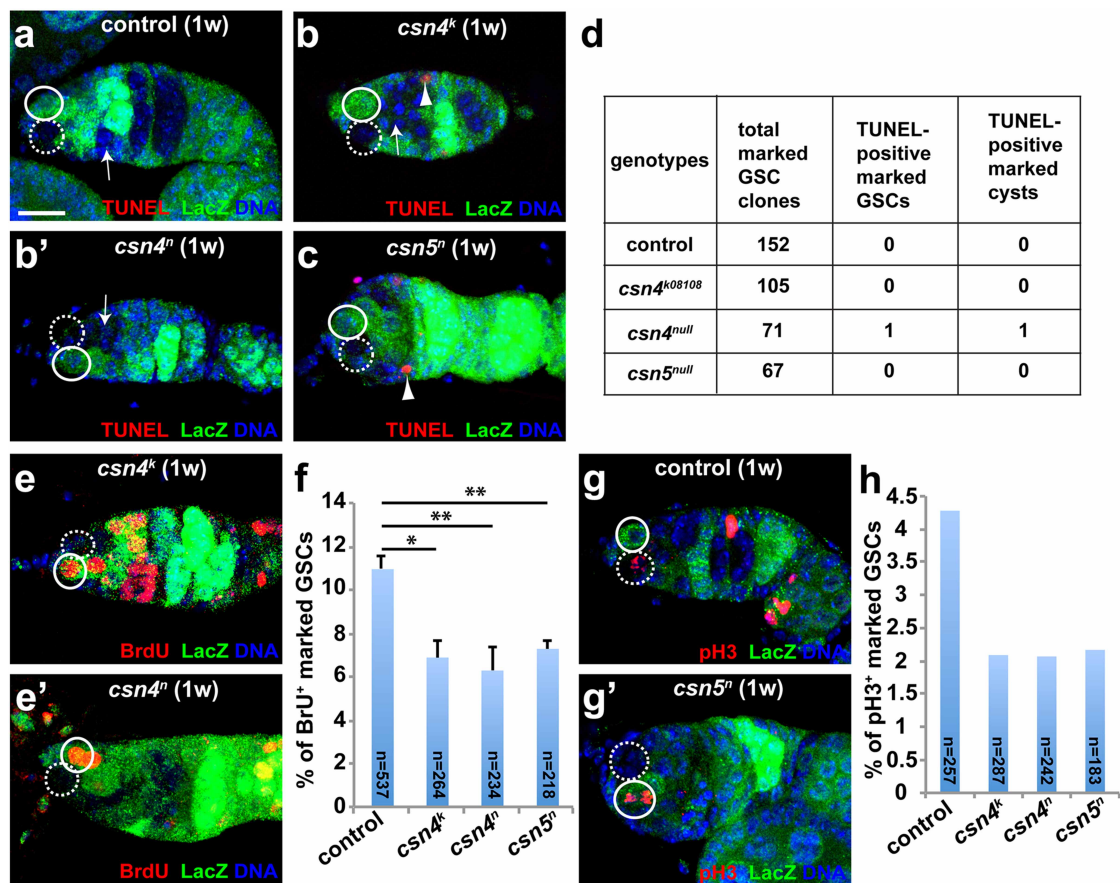 a
control (1w)
TUNEL LacZ DNA
b
csn4ᵏ (1w)
TUNEL LacZ DNA
b’
csn4ⁿ (1w)
TUNEL LacZ DNA
c
csn5ⁿ (1w)
TUNEL LacZ DNA
d
genotypes
total marked GSC clones
TUNEL-positive marked GSCs
TUNEL-positive marked cysts
control 152 0 0
csn4ᵏ⁰⁸¹⁰⁸ 105 0 0
csn4ⁿᵘˡˡ 71 1 1
csn5ⁿᵘˡˡ 67 0 0
e
csn4ᵏ (1w)
BrdU LacZ DNA
e’
csn4ⁿ (1w)
BrdU LacZ DNA
f
% of BrU⁺ marked GSCs
14
12
10
8
6
4
2
0
**
**
*
n=537
n=264
n=234
n=218
control
csn4ᵏ
csn4ⁿ
csn5ⁿ
g
control (1w)
pH3 LacZ DNA
g’
csn5ⁿ (1w)
pH3 LacZ DNA
h
% of pH3⁺ marked GSCs
4.5
4
3.5
3
2.5
2
1.5
1
0.5
0
n=257
n=287
n=242
n=183
control
csn4ᵏ
csn4ⁿ
csn5ⁿ